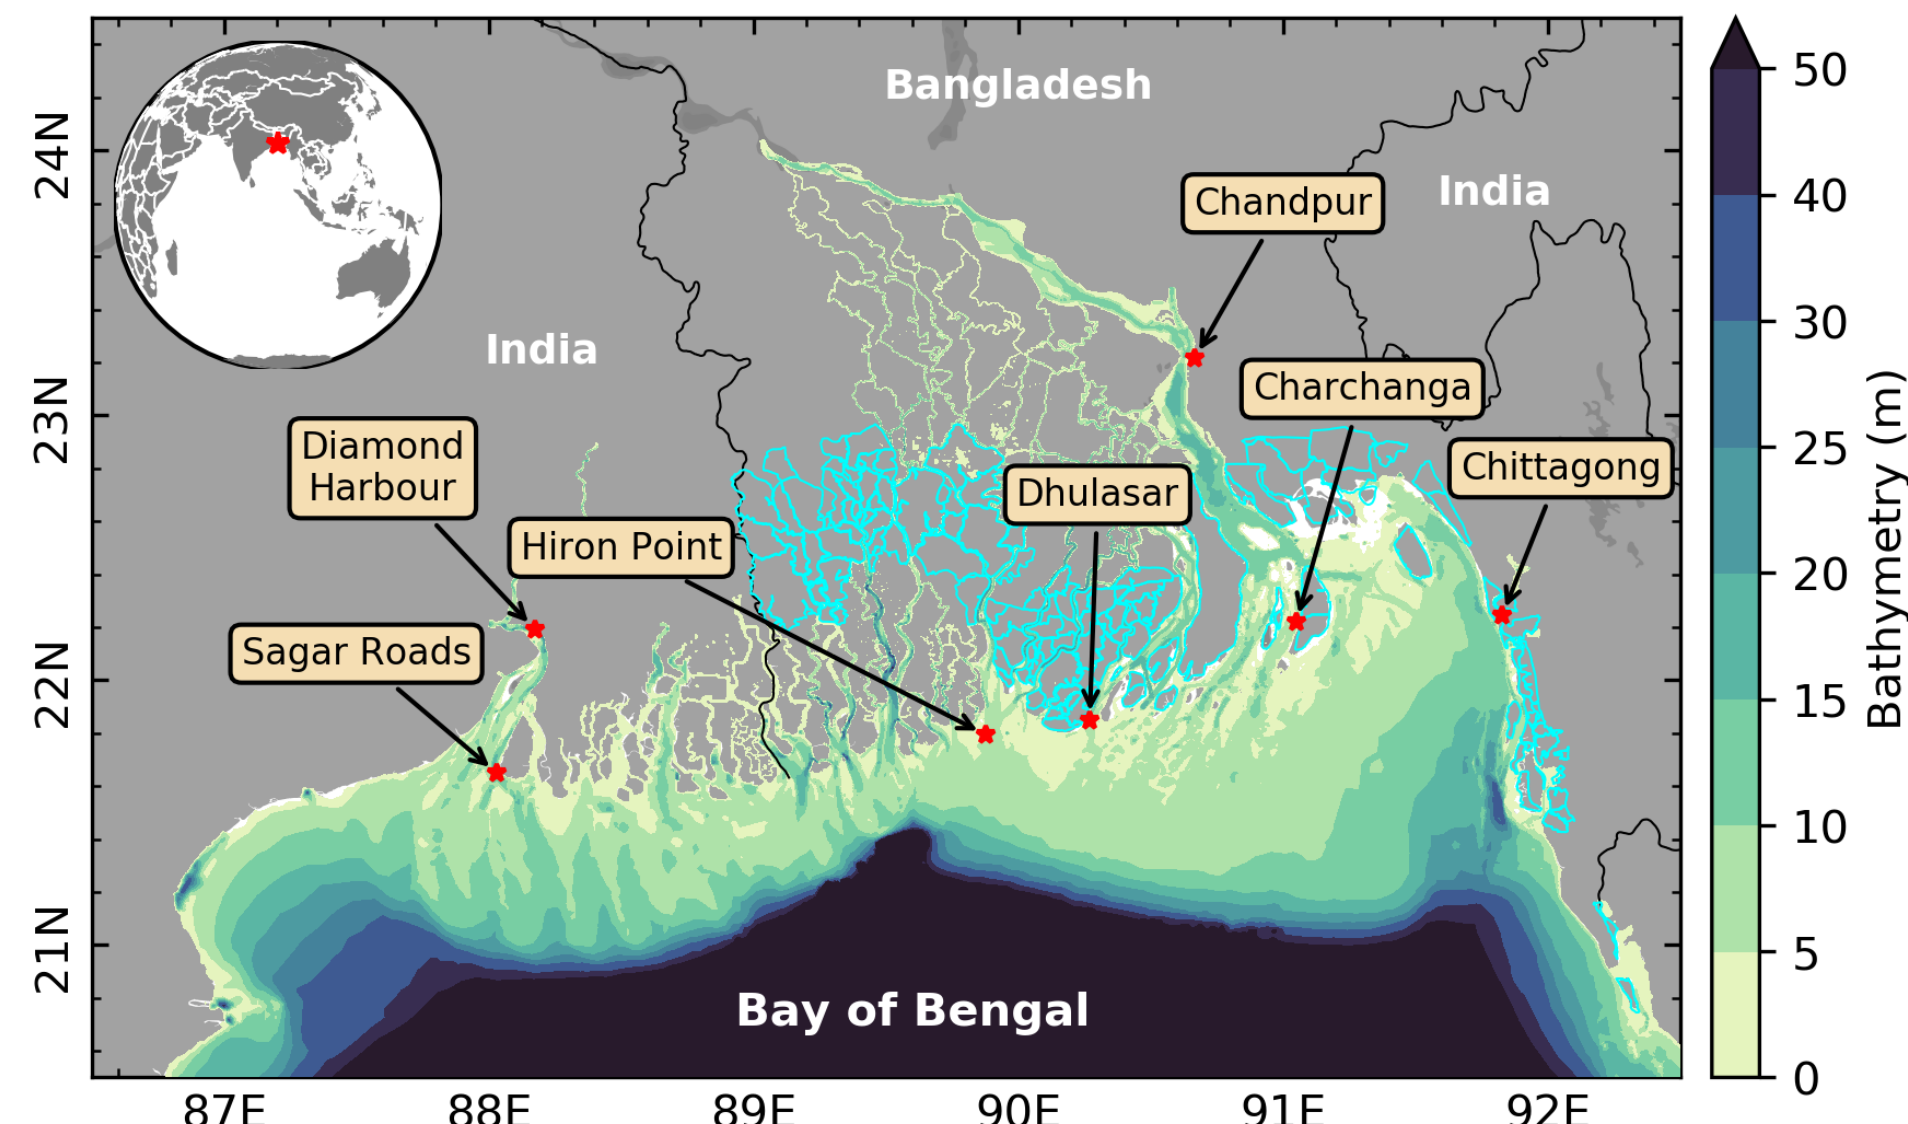 Bangladesh
India
India
Chandpur
Charchanga
Chittagong
Diamond
Harbour
Dhulasar
Hiron Point
Sagar Roads
Bay of Bengal
24N
23N
22N
21N
87E
88E
89E
90E
91E
92E
50
40
30
25
20
15
10
5
0
Bathymetry (m)